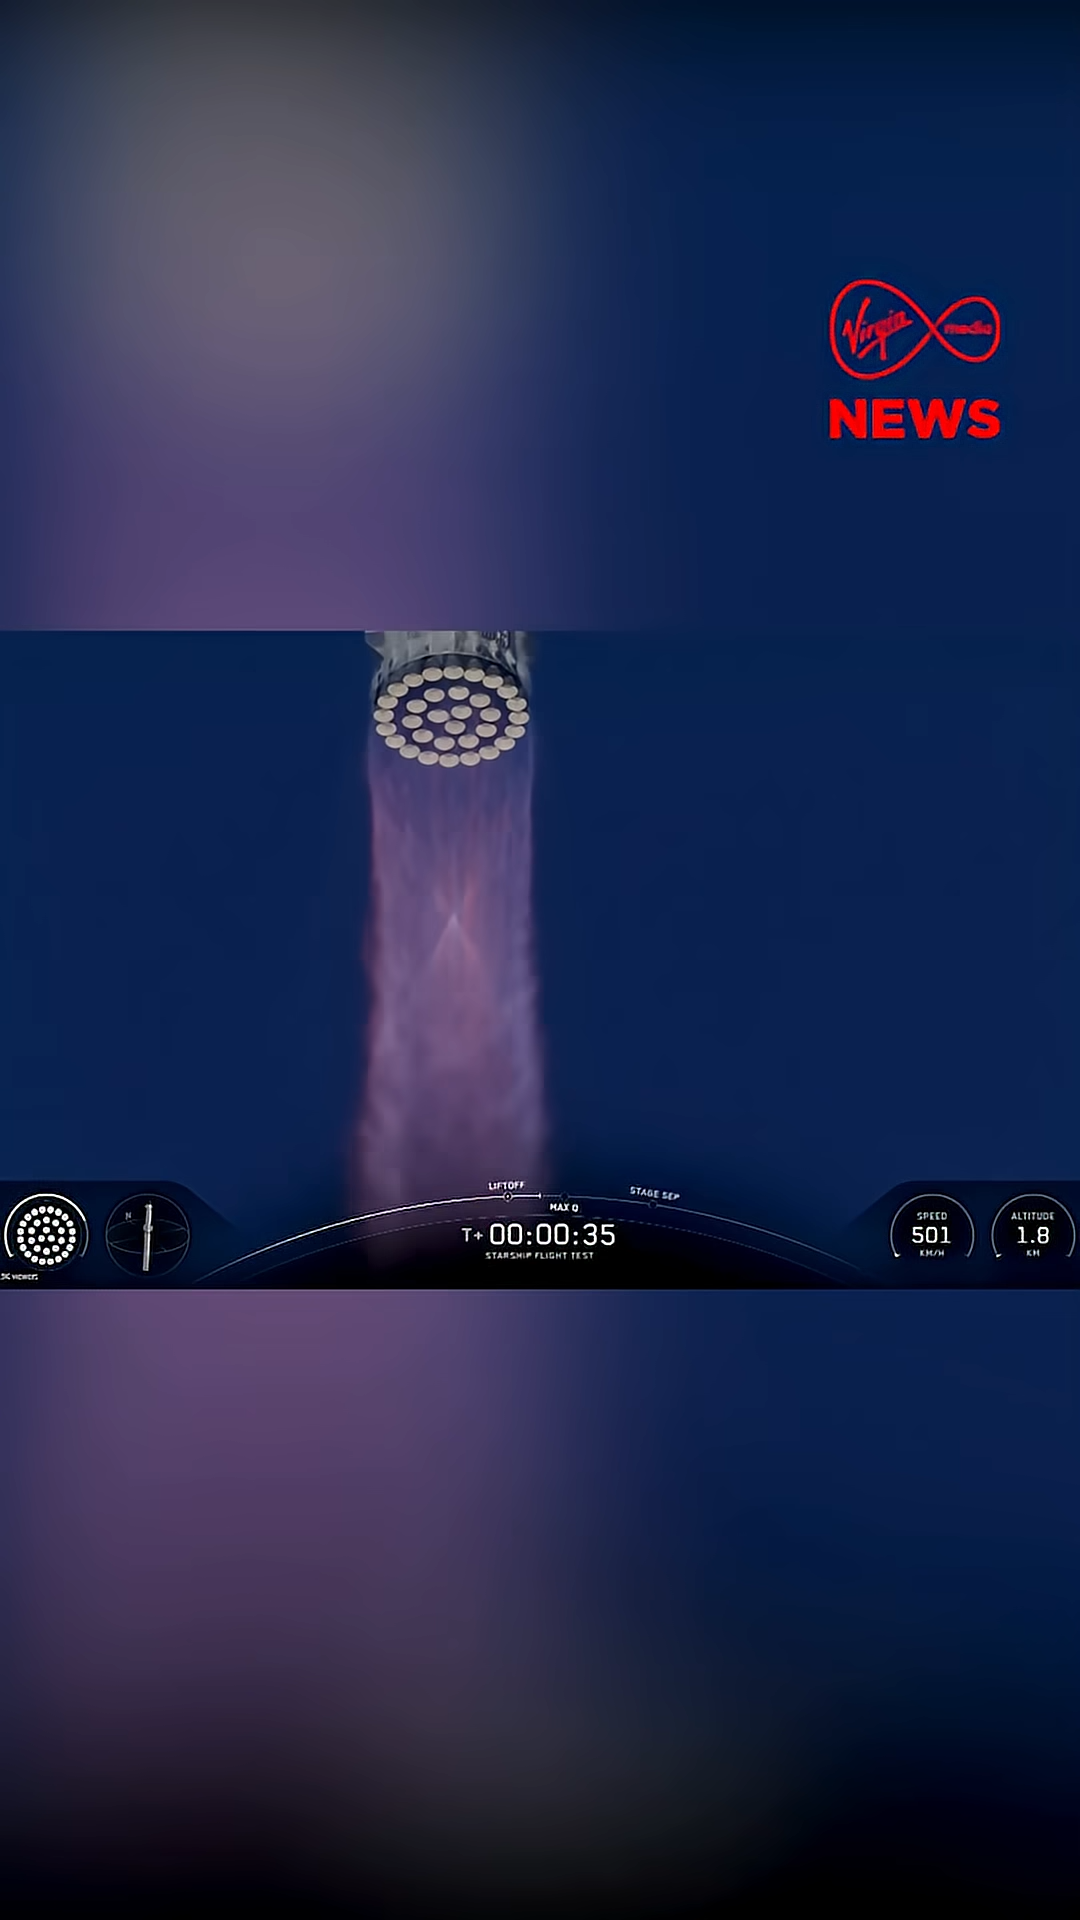 Virgin media
NEWS
LIFTOFF
MAX Q
STAGE SEP
T+ 00:00:35
STARSHIP FLIGHT TEST
N
SPEED
501
KM/H
ALTITUDE
1.8
KM
VIEWERS